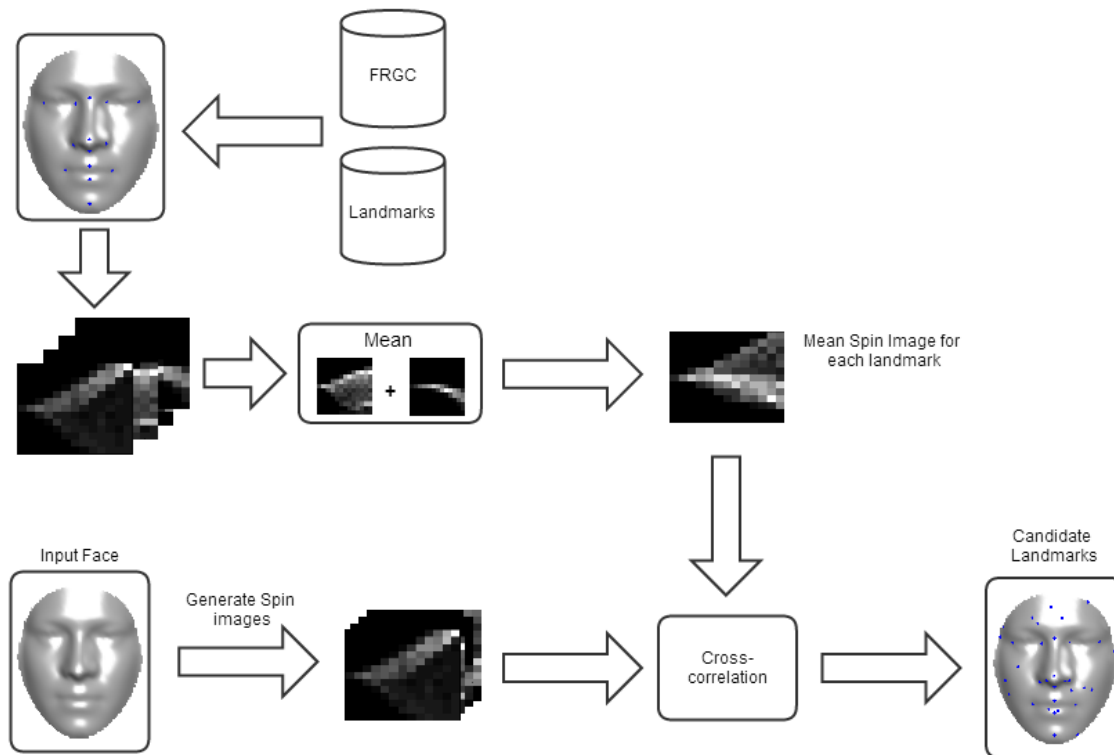 FRGC
Landmarks
Mean
+
Mean Spin Image for
each landmark
Input Face
Generate Spin
images
Cross-
correlation
Candidate
Landmarks